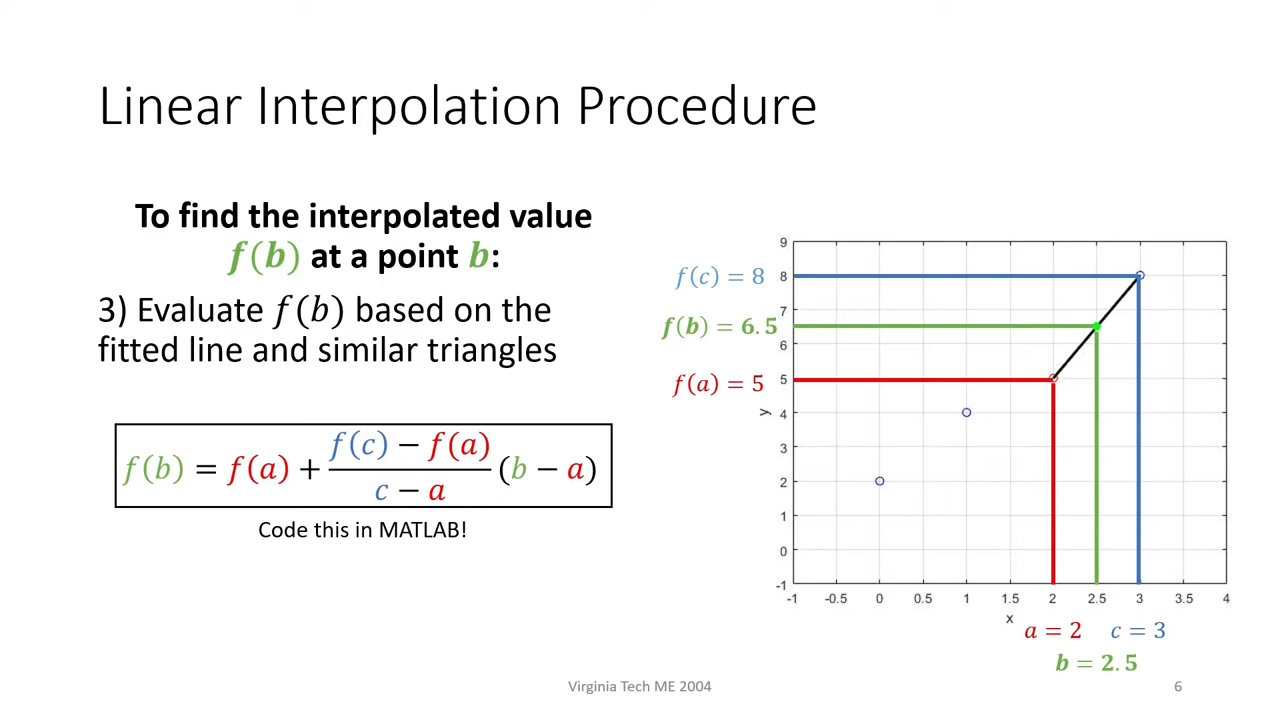 Linear Interpolation Procedure
To find the interpolated value
f(b) at a point b:
3) Evaluate f(b) based on the
fitted line and similar triangles
f(b) = f(a) + \frac{f(c) − f(a)}{c − a} (b − a)
Code this in MATLAB!
f(c) = 8
f(b) = 6.5
f(a) = 5
y
9
8
7
6
5
4
3
2
1
0
-1
-1 -0.5 0 0.5 1 1.5 2 2.5 3 3.5 4
x
a = 2 c = 3
b = 2.5
Virginia Tech ME 2004
6